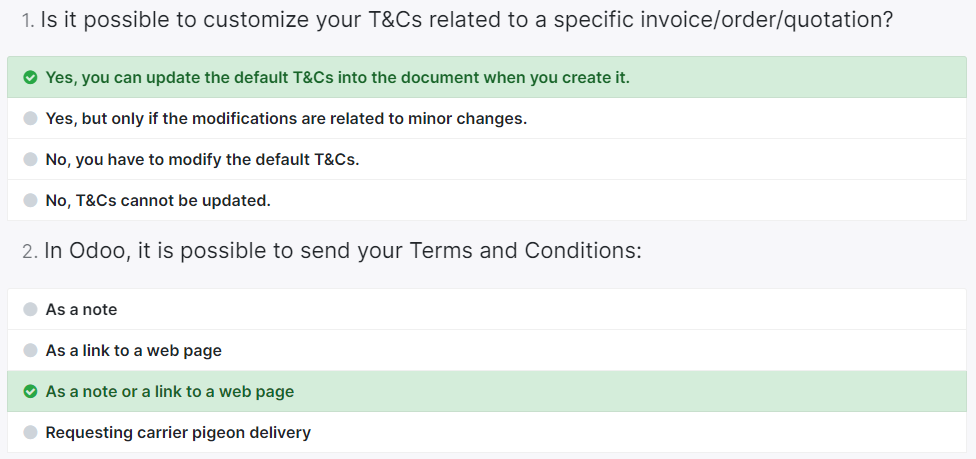 1. Is it possible to customize your T&Cs related to a specific invoice/order/quotation?
Yes, you can update the default T&Cs into the document when you create it.
Yes, but only if the modifications are related to minor changes.
No, you have to modify the default T&Cs.
No, T&Cs cannot be updated.
2. In Odoo, it is possible to send your Terms and Conditions:
As a note
As a link to a web page
As a note or a link to a web page
Requesting carrier pigeon delivery